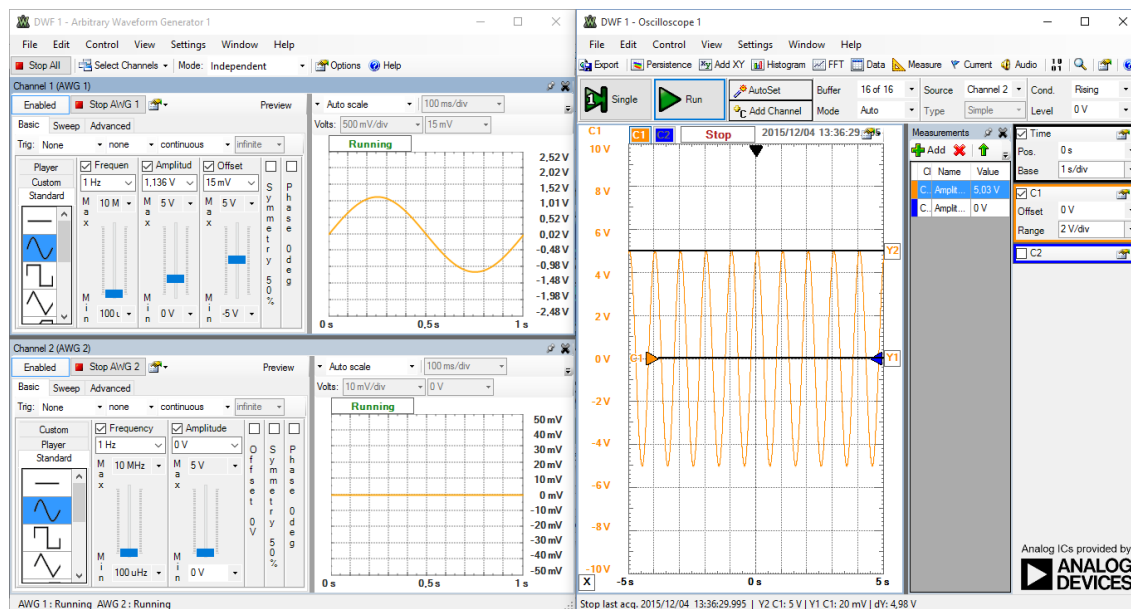 DWF 1 - Arbitrary Waveform Generator 1
File Edit Control View Settings Window Help
Stop All Select Channels Mode: Independent Options Help
Channel 1 (AWG 1)
Enabled Stop AWG 1 Preview
Basic Sweep Advanced
Trig: None none continuous infinite
Player
Custom
Standard
Frequen Amplitud Offset
1 Hz 1,136 V 15 mV
Max 10 M 5 V Max 5 V
Min 100 u 0 V Min -5 V
Symmetry 50%
Phase 0 deg
Auto scale 100 ms/div
Volts: 500 mV/div 15 mV
Running
2,52 V
2,02 V
1,52 V
1,01 V
0,52 V
0,02 V
-0,48 V
-0,98 V
-1,48 V
-1,98 V
-2,48 V
0 s 0,5 s 1 s
Channel 2 (AWG 2)
Enabled Stop AWG 2 Preview
Basic Sweep Advanced
Trig: None none continuous infinite
Custom
Player
Standard
Frequency Amplitude
1 Hz 0 V
Max 10 MHz Max 5 V
Min 100 uHz Min 0 V
Offset 0 V
Symmetry 50%
Phase 0 deg
Auto scale 100 ms/div
Volts: 10 mV/div 0 V
Running
50 mV
40 mV
30 mV
20 mV
10 mV
0 mV
-10 mV
-20 mV
-30 mV
-40 mV
-50 mV
0 s 0,5 s 1 s
AWG 1 : Running AWG 2 : Running
DWF 1 - Oscilloscope 1
File Edit Control View Settings Window Help
Export Persistence Add XY Histogram FFT Data Measure Current Audio
Single Run AutoSet Buffer 16 of 16 Source Channel 2 Cond. Rising
Add Channel Mode Auto Type Simple Level 0 V
C1 C1 C2 Stop 2015/12/04 13:36:29
10 V
8 V
6 V
4 V
2 V
0 V
-2 V
-4 V
-6 V
-8 V
-10 V
C1
Y2
Y1
X -5 s 0 s 5 s
Measurements
Add
Name Value
C.. Amplit... 5,03 V
C.. Amplit... 0 V
Time
Pos. 0 s
Base 1 s/div
C1
Offset 0 V
Range 2 V/div
C2
Analog ICs provided by
ANALOG
DEVICES
Stop last acq. 2015/12/04 13:36:29.995 | Y2 C1: 5 V | Y1 C1: 20 mV | dY: 4,98 V